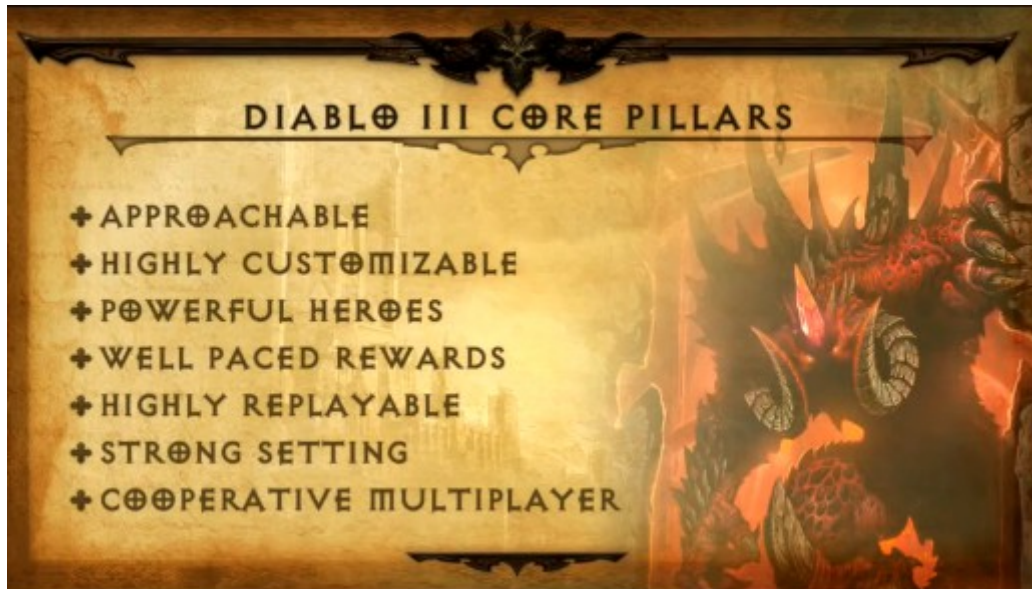 DIABLO III CORE PILLARS
+ APPROACHABLE
+ HIGHLY CUSTOMIZABLE
+ POWERFUL HEROES
+ WELL PACED REWARDS
+ HIGHLY REPLAYABLE
+ STRONG SETTING
+ COOPERATIVE MULTIPLAYER